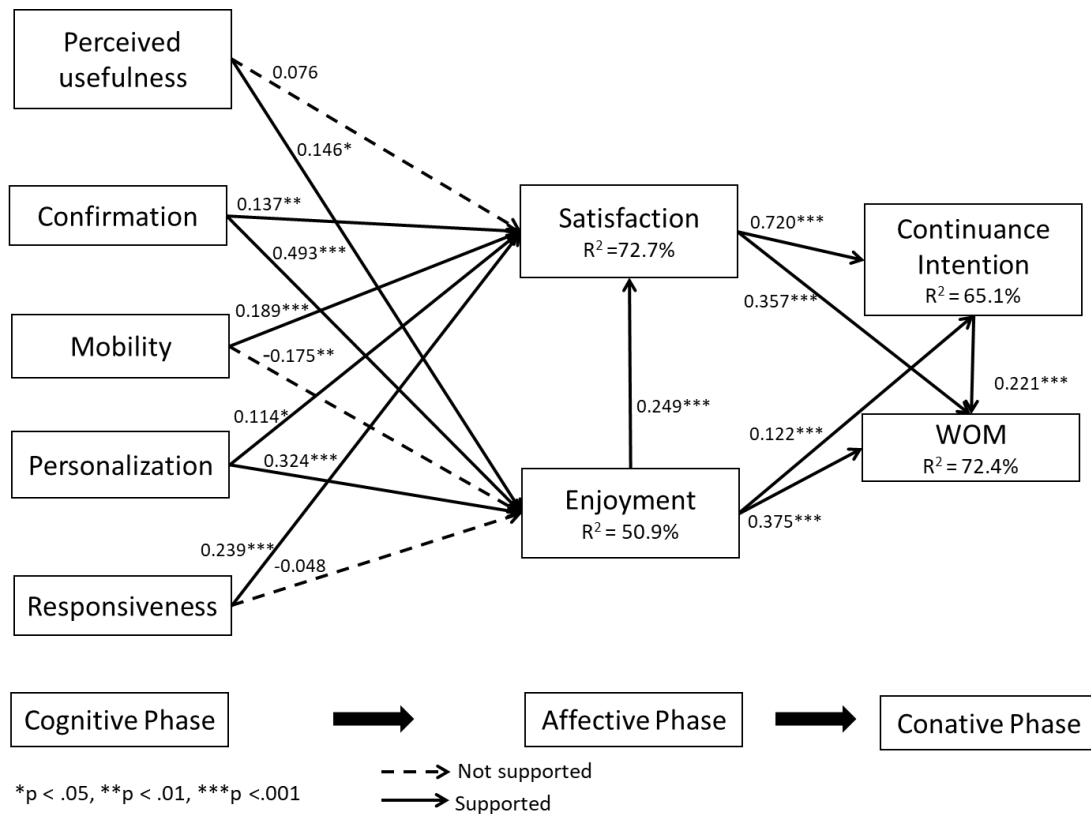 Perceived
usefulness
0.076
0.146*
Confirmation
0.137**
0.493***
Mobility
0.189***
-0.175**
Personalization
0.114*
0.324***
Responsiveness
0.239***
-0.048
Satisfaction
R² =72.7%
0.249***
Enjoyment
R² = 50.9%
0.720***
0.357***
0.122***
0.375***
Continuance
Intention
R² = 65.1%
0.221***
WOM
R² = 72.4%
Cognitive Phase
Affective Phase
Conative Phase
*p < .05, **p < .01, ***p <.001
Not supported
Supported